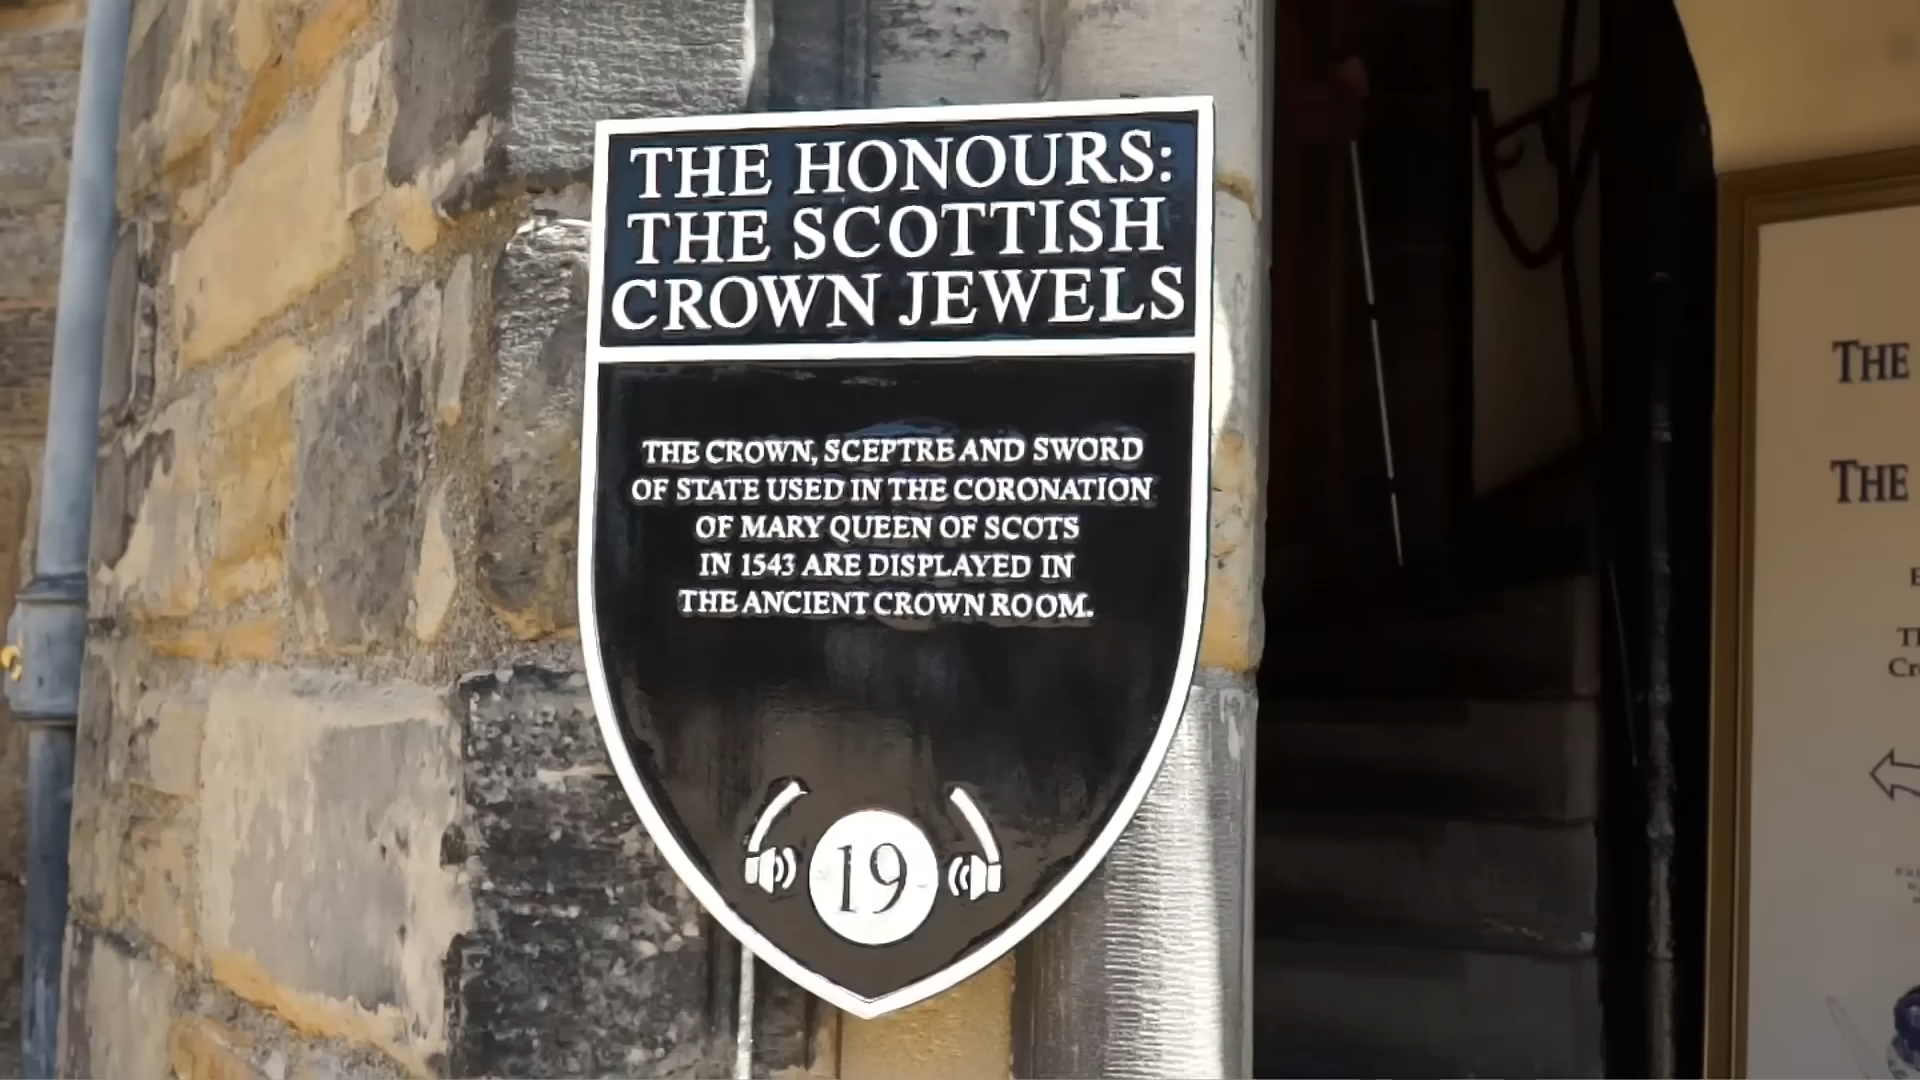 THE HONOURS:
THE SCOTTISH
CROWN JEWELS
THE CROWN, SCEPTRE AND SWORD
OF STATE USED IN THE CORONATION
OF MARY QUEEN OF SCOTS
IN 1543 ARE DISPLAYED IN
THE ANCIENT CROWN ROOM.
19
THE
THE